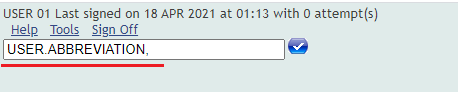 USER 01 Last signed on 18 APR 2021 at 01:13 with 0 attempt(s)
Help Tools Sign Off
USER.ABBREVIATION,